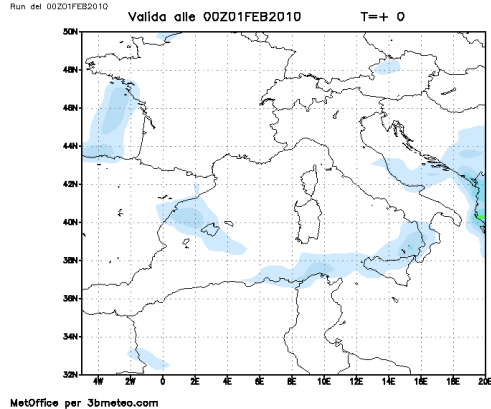 Run del 00Z01FEB2010
Valida alle 00Z01FEB2010 T=+ 0
50N
48N
46N
44N
42N
40N
38N
36N
34N
32N
4W 2W 0 2E 4E 6E 8E 10E 12E 14E 16E 18E 20E
MetOffice per 3bmeteo.com